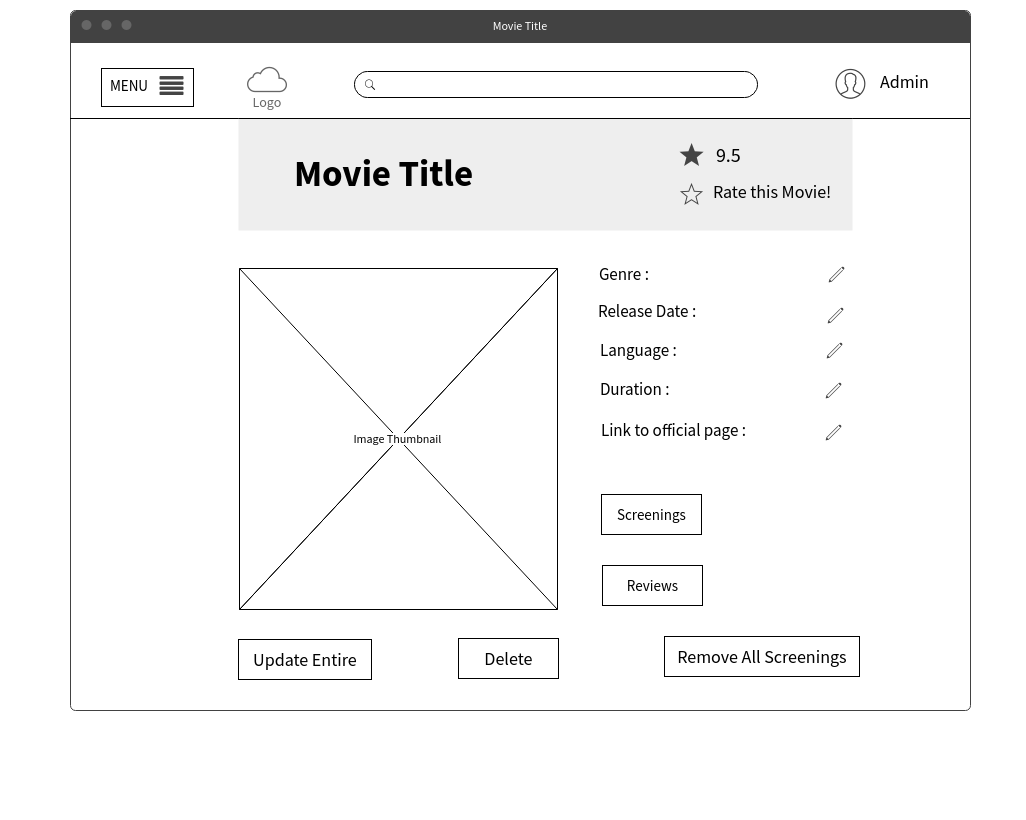 Movie Title
MENU
Logo
Admin
Movie Title
9.5
Rate this Movie!
Genre :
Release Date :
Language :
Duration :
Link to official page :
Image Thumbnail
Screenings
Reviews
Update Entire
Delete
Remove All Screenings